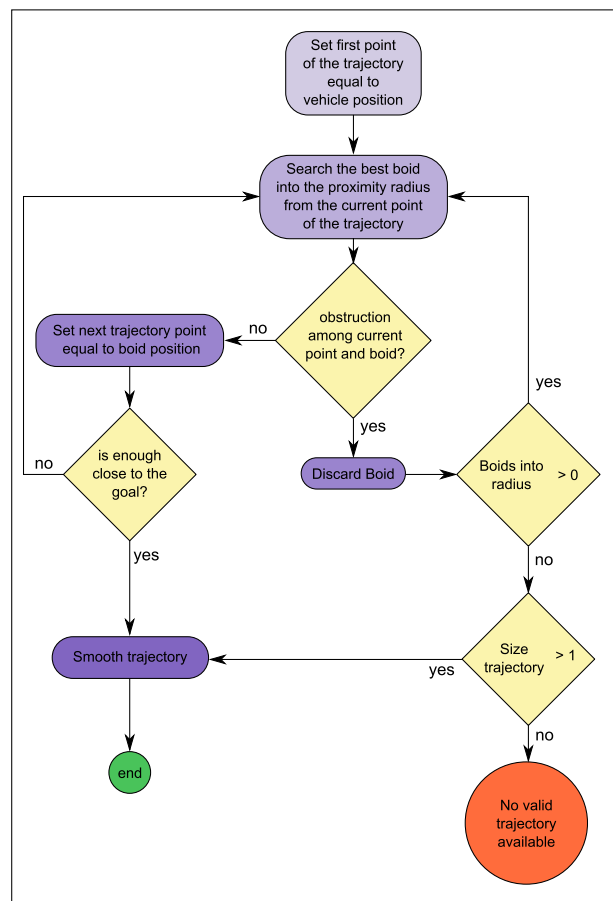 Set first point
of the trajectory
equal to
vehicle position
Search the best boid
into the proximity radius
from the current point
of the trajectory
obstruction
among current
point and boid?
no
Set next trajectory point
equal to boid position
yes
yes
is enough
close to the
goal?
no
Discard Boid
Boids into
radius
> 0
yes
no
Smooth trajectory
Size
trajectory
> 1
yes
no
end
No valid
trajectory
available